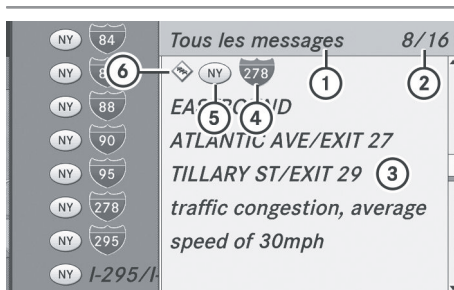 NY 84
NY
NY 88
NY 90
NY 95
NY 278
NY 295
NY I-295/I-
Tous les messages 8/16
1
2
6
NY 278
5
4
EASTBOUND
ATLANTIC AVE/EXIT 27
TILLARY ST/EXIT 29
3
traffic congestion, average
speed of 30mph